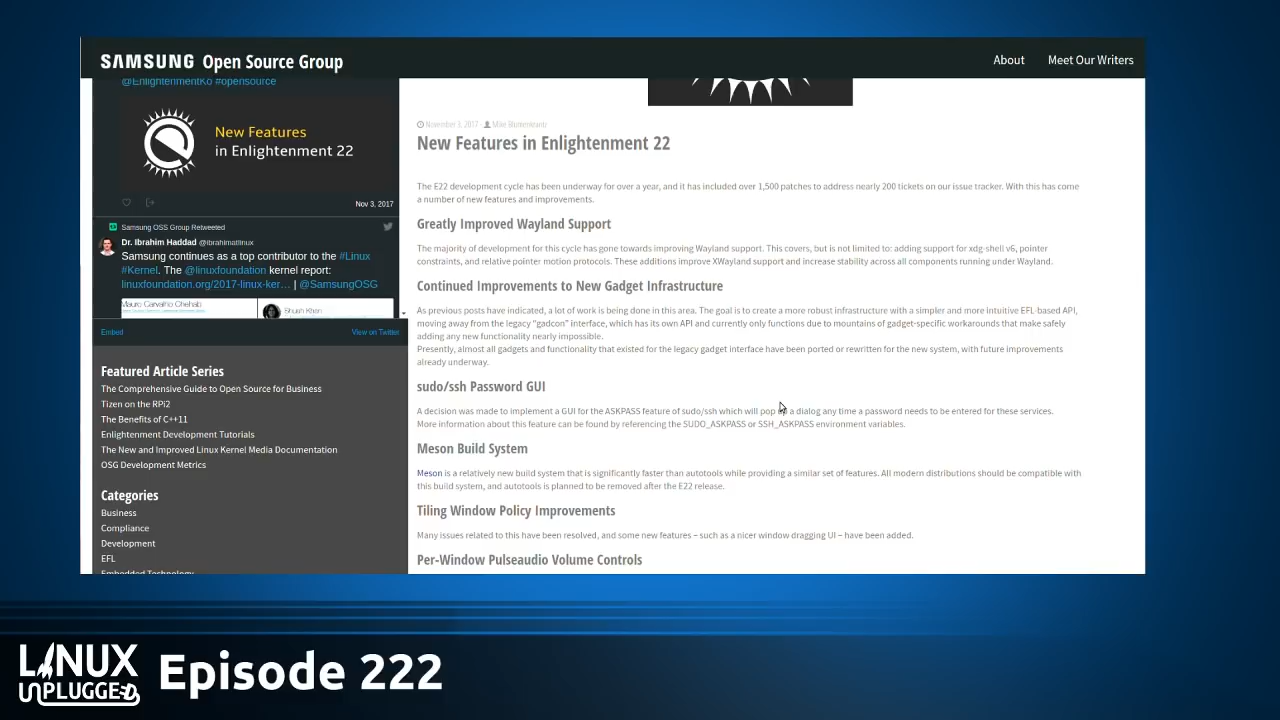 SAMSUNG Open Source Group
About
Meet Our Writers
@EnlightenmentKo #opensource
New Features
in Enlightenment 22
Nov 3, 2017
Samsung OSS Group Retweeted
Dr. Ibrahim Haddad @ibrahimatlinux
Samsung continues as a top contributor to the #Linux
#Kernel. The @linuxfoundation kernel report:
linuxfoundation.org/2017-linux-ker… | @SamsungOSG
Mauro Carvalho Chehab
Shuah Khan
Embed
View on Twitter
Featured Article Series
The Comprehensive Guide to Open Source for Business
Tizen on the RPi2
The Benefits of C++11
Enlightenment Development Tutorials
The New and Improved Linux Kernel Media Documentation
OSG Development Metrics
Categories
Business
Compliance
Development
EFL
Embedded Technology
November 3, 2017 - Mike Blumenkrantz
New Features in Enlightenment 22
The E22 development cycle has been underway for over a year, and it has included over 1,500 patches to address nearly 200 tickets on our issue tracker. With this has come
a number of new features and improvements.
Greatly Improved Wayland Support
The majority of development for this cycle has gone towards improving Wayland support. This covers, but is not limited to: adding support for xdg-shell v6, pointer
constraints, and relative pointer motion protocols. These additions improve XWayland support and increase stability across all components running under Wayland.
Continued Improvements to New Gadget Infrastructure
As previous posts have indicated, a lot of work is being done in this area. The goal is to create a more robust infrastructure with a simpler and more intuitive EFL-based API,
moving away from the legacy “gadcon” interface, which has its own API and currently only functions due to mountains of gadget-specific workarounds that make safely
adding any new functionality nearly impossible.
Presently, almost all gadgets and functionality that existed for the legacy gadget interface have been ported or rewritten for the new system, with future improvements
already underway.
sudo/ssh Password GUI
A decision was made to implement a GUI for the ASKPASS feature of sudo/ssh which will pop a dialog any time a password needs to be entered for these services.
More information about this feature can be found by referencing the SUDO_ASKPASS or SSH_ASKPASS environment variables.
Meson Build System
Meson is a relatively new build system that is significantly faster than autotools while providing a similar set of features. All modern distributions should be compatible with
this build system, and autotools is planned to be removed after the E22 release.
Tiling Window Policy Improvements
Many issues related to this have been resolved, and some new features – such as a nicer window dragging UI – have been added.
Per-Window Pulseaudio Volume Controls
LINUX
UNPLUGGED
Episode 222